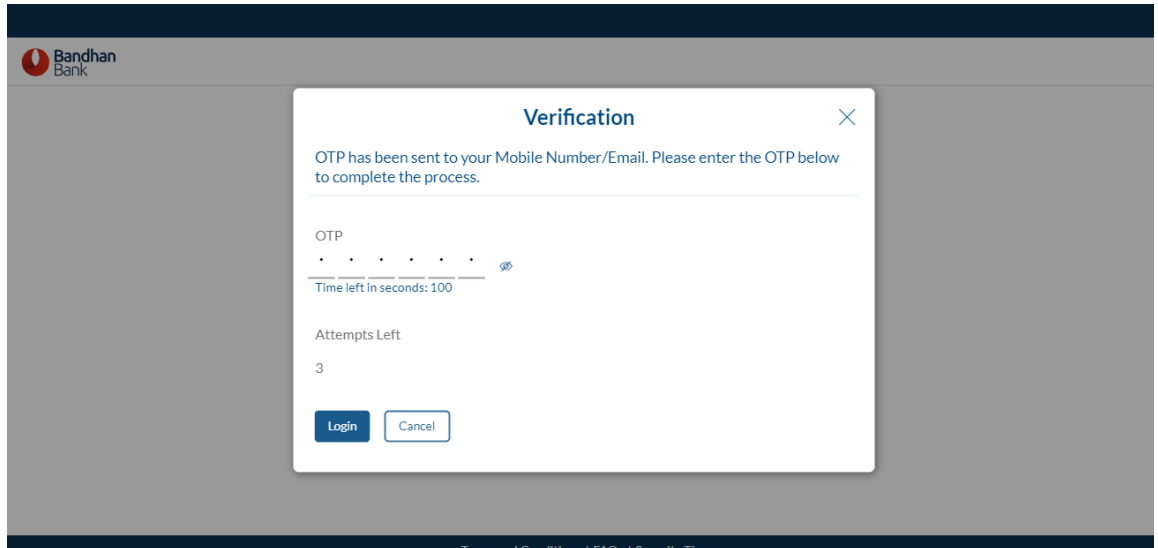 Bandhan
Bank
Verification
OTP has been sent to your Mobile Number/Email. Please enter the OTP below
to complete the process.
OTP
Time left in seconds: 100
Attempts Left
3
Login Cancel